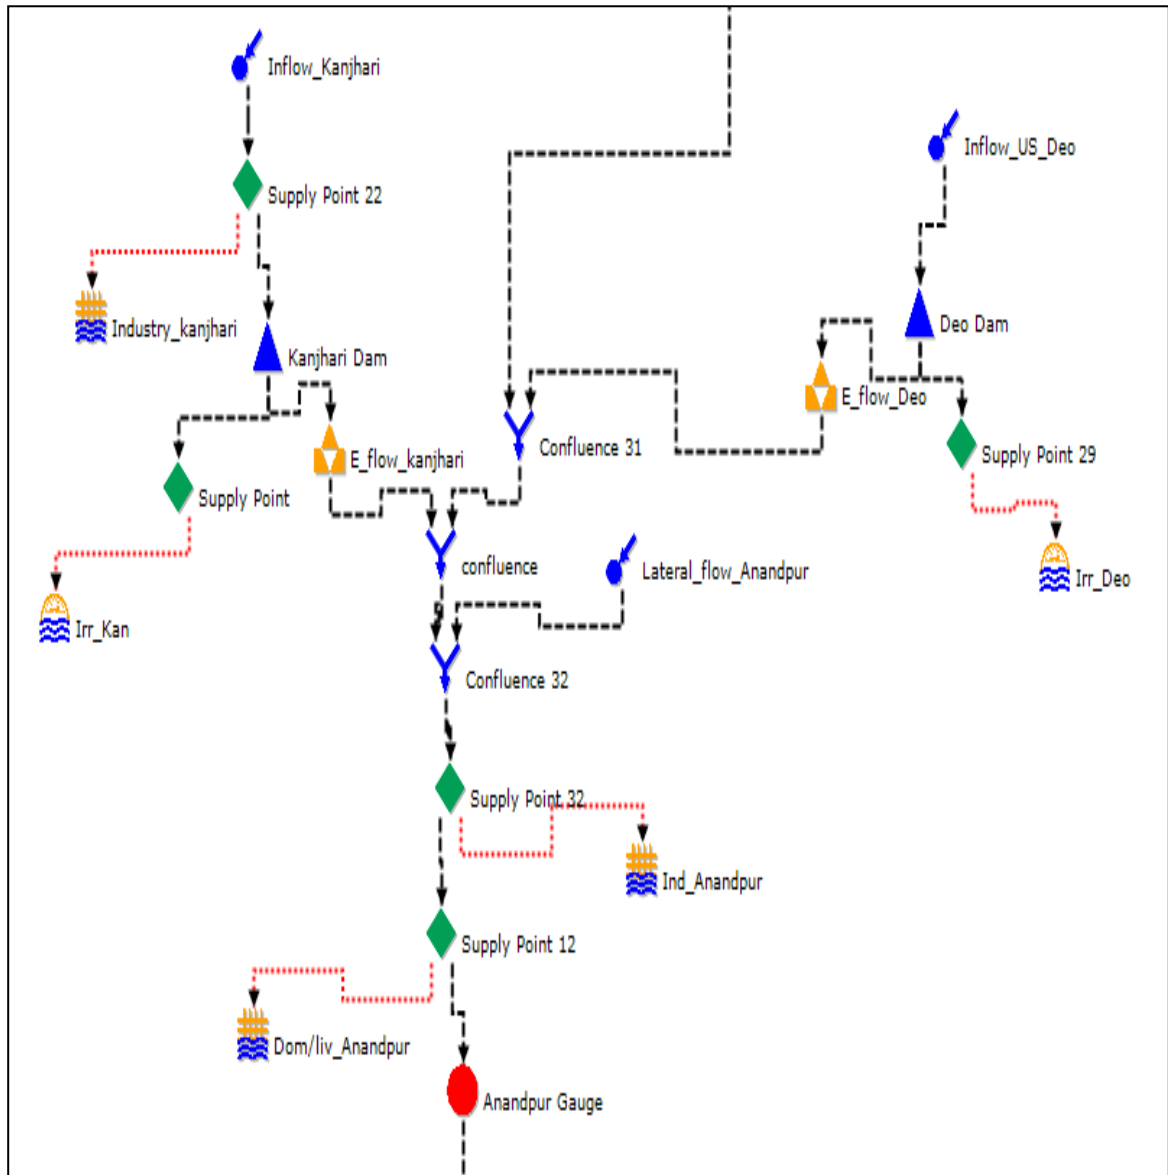 Inflow_Kanjhari
Inflow_US_Deo
Supply Point 22
Industry_kanjhari
Deo Dam
Kanjhari Dam
E_flow_Deo
Confluence 31
Supply Point 29
E_flow_kanjhari
Supply Point
confluence
Lateral_flow_Anandpur
Irr_Deo
Irr_Kan
Confluence 32
Supply Point 32
Ind_Anandpur
Supply Point 12
Dom/liv_Anandpur
Anandpur Gauge